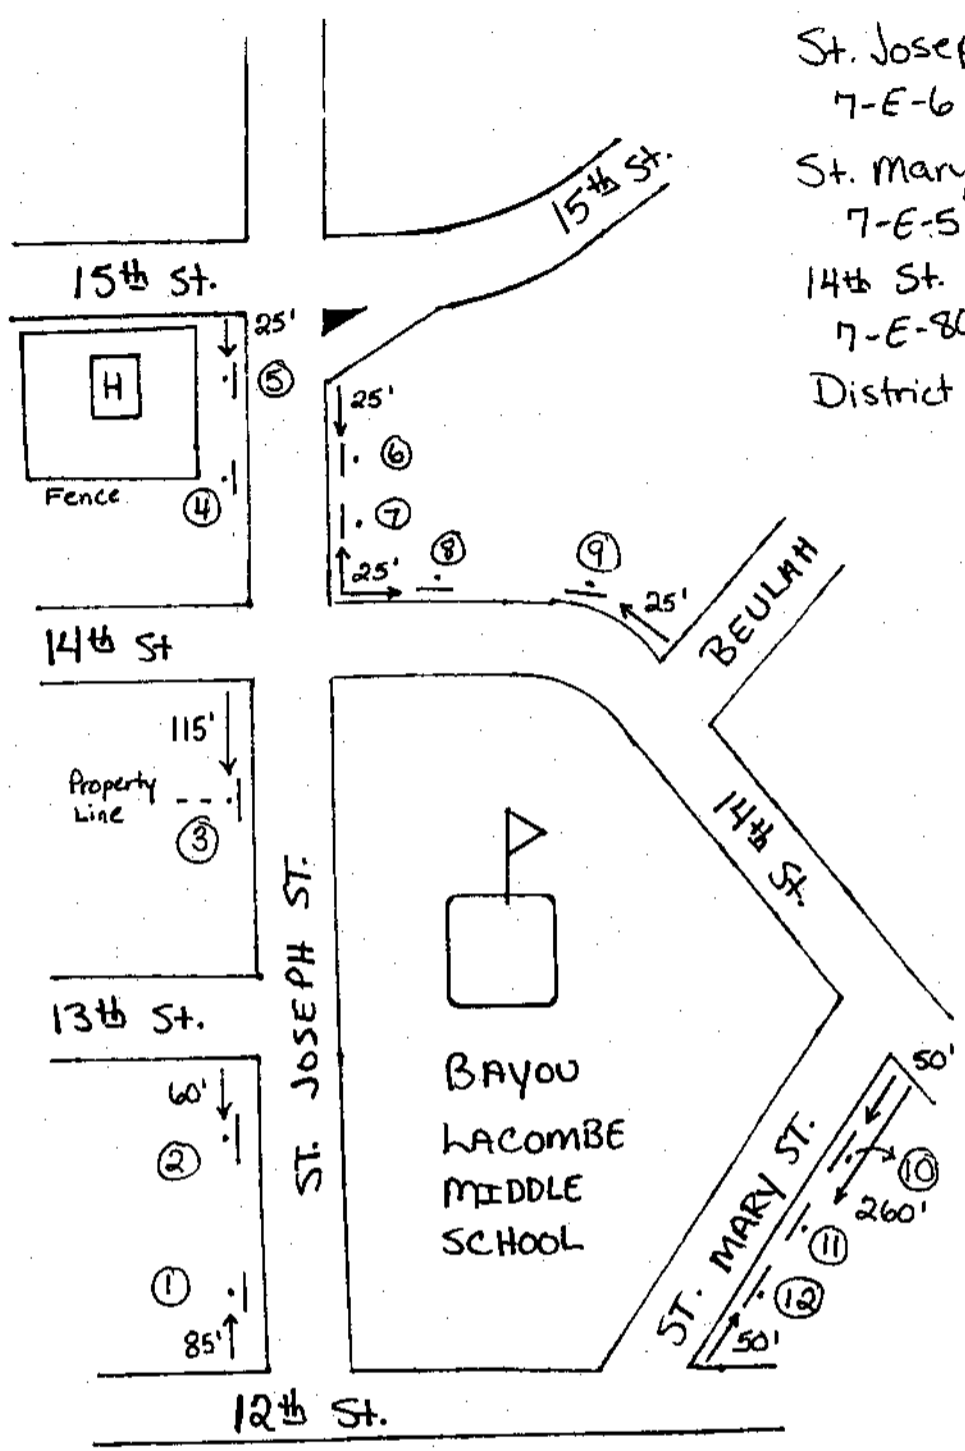 St. Joseph
7-E-6
St. Mary
7-E-5
14th St.
7-E-80
District
15th St.
15th St.
25'
H
5
25'
6
Fence
4
7
25'
8
9
25'
BEULAH
14th St
115'
Property
Line
3
14th
St.
ST. JOSEPH ST.
13th St.
60'
2
BAYOU
LACOMBE
MIDDLE
SCHOOL
50'
10
260'
11
ST. MARY ST.
12
50'
1
85'
12th St.